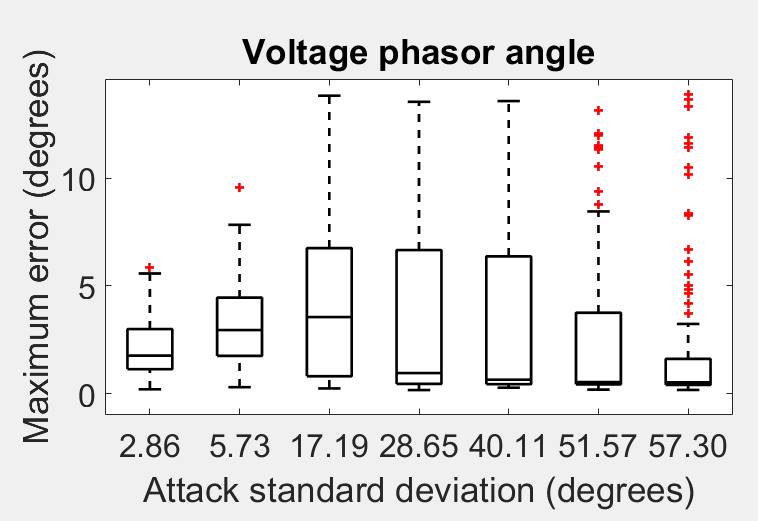 Voltage phasor angle
Maximum error (degrees)
10
5
0
2.86 5.73 17.19 28.65 40.11 51.57 57.30
Attack standard deviation (degrees)